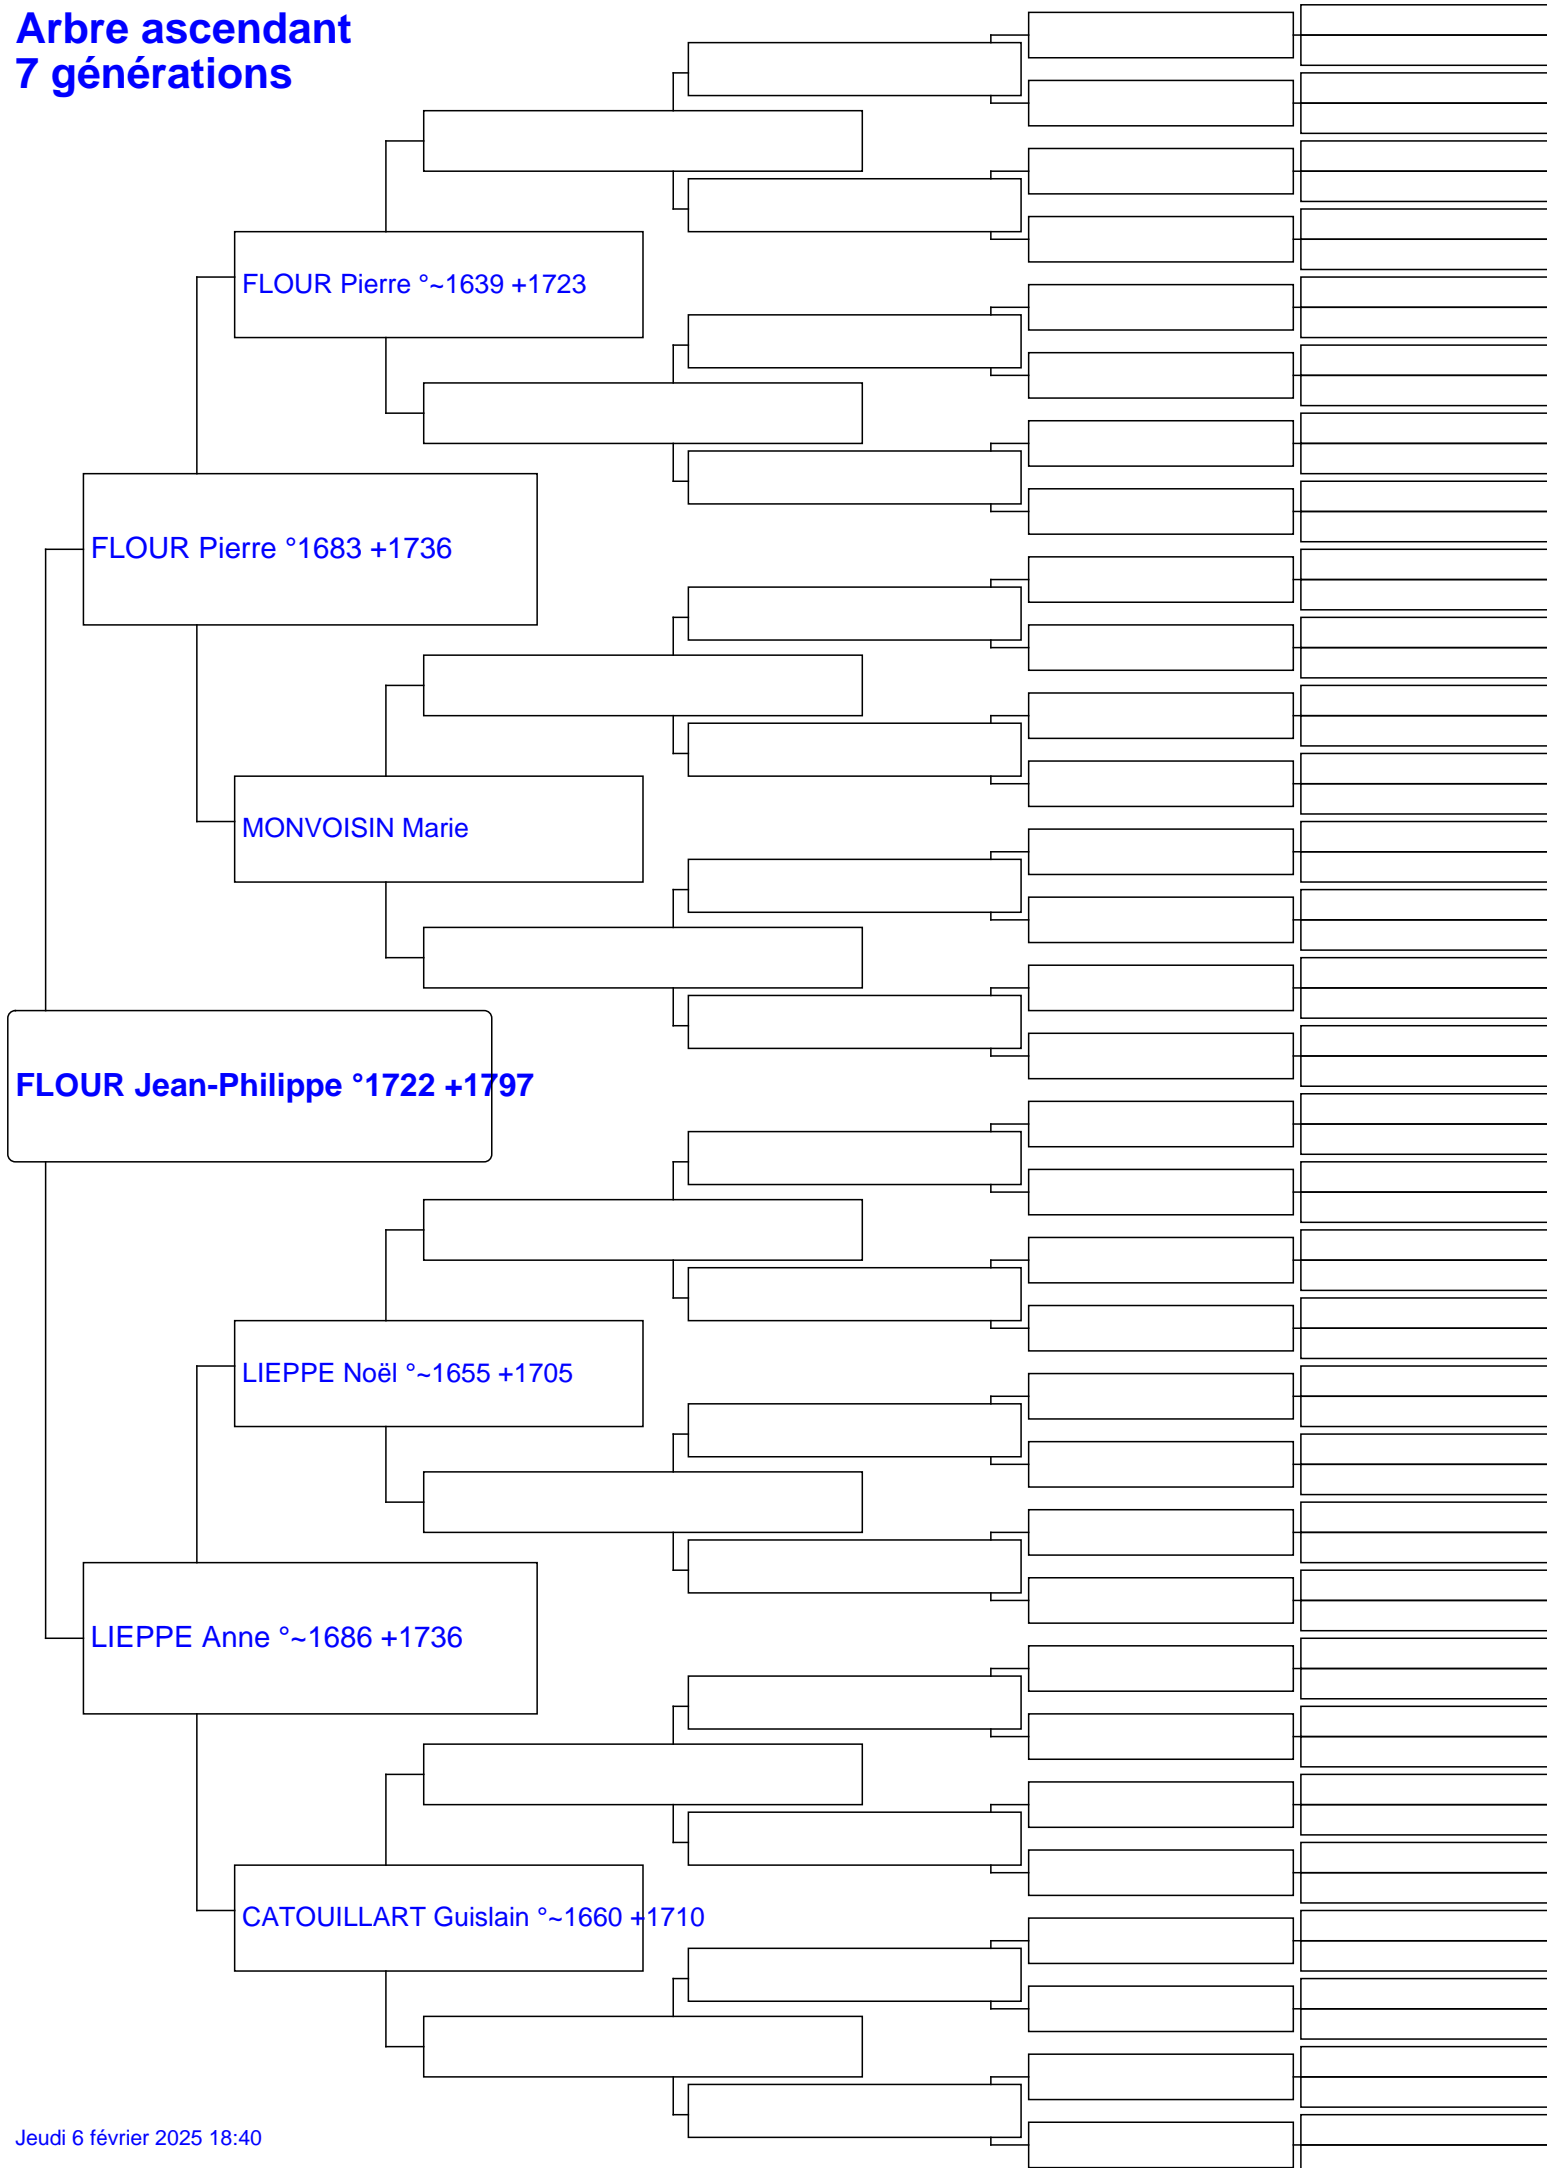 Arbre ascendant
7 générations
FLOUR Pierre °~1639 +1723
FLOUR Pierre °1683 +1736
MONVOISIN Marie
FLOUR Jean-Philippe °1722 +1797
LIEPPE Noël °~1655 +1705
LIEPPE Anne °~1686 +1736
CATOUILLART Guislain °~1660 +1710
Jeudi 6 février 2025 18:40